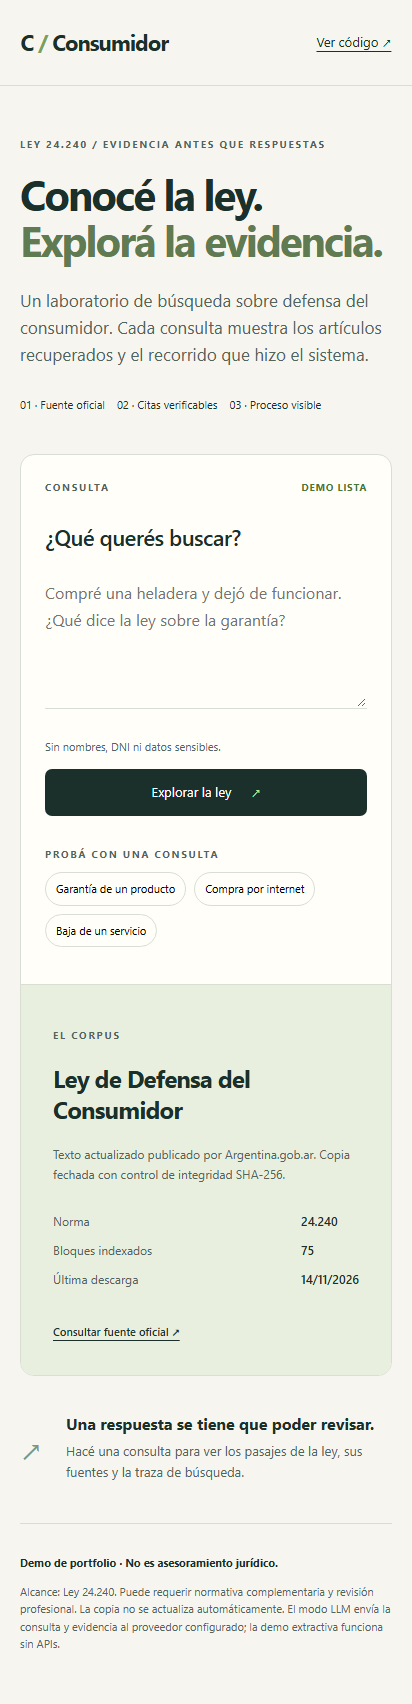 C / Consumidor
Ver código ↗
LEY 24.240 / EVIDENCIA ANTES QUE RESPUESTAS
Conocé la ley.
Explorá la evidencia.
Un laboratorio de búsqueda sobre defensa del
consumidor. Cada consulta muestra los artículos
recuperados y el recorrido que hizo el sistema.
01 · Fuente oficial 02 · Citas verificables 03 · Proceso visible
CONSULTA
DEMO LISTA
¿Qué querés buscar?
Compré una heladera y dejó de funcionar.
¿Qué dice la ley sobre la garantía?
Sin nombres, DNI ni datos sensibles.
Explorar la ley ↗
PROBÁ CON UNA CONSULTA
Garantía de un producto
Compra por internet
Baja de un servicio
EL CORPUS
Ley de Defensa del
Consumidor
Texto actualizado publicado por Argentina.gob.ar. Copia
fechada con control de integridad SHA-256.
Norma 24.240
Bloques indexados 75
Última descarga 14/11/2026
Consultar fuente oficial ↗
↗
Una respuesta se tiene que poder revisar.
Hacé una consulta para ver los pasajes de la ley, sus
fuentes y la traza de búsqueda.
Demo de portfolio · No es asesoramiento jurídico.
Alcance: Ley 24.240. Puede requerir normativa complementaria y revisión
profesional. La copia no se actualiza automáticamente. El modo LLM envía la
consulta y evidencia al proveedor configurado; la demo extractiva funciona
sin APIs.